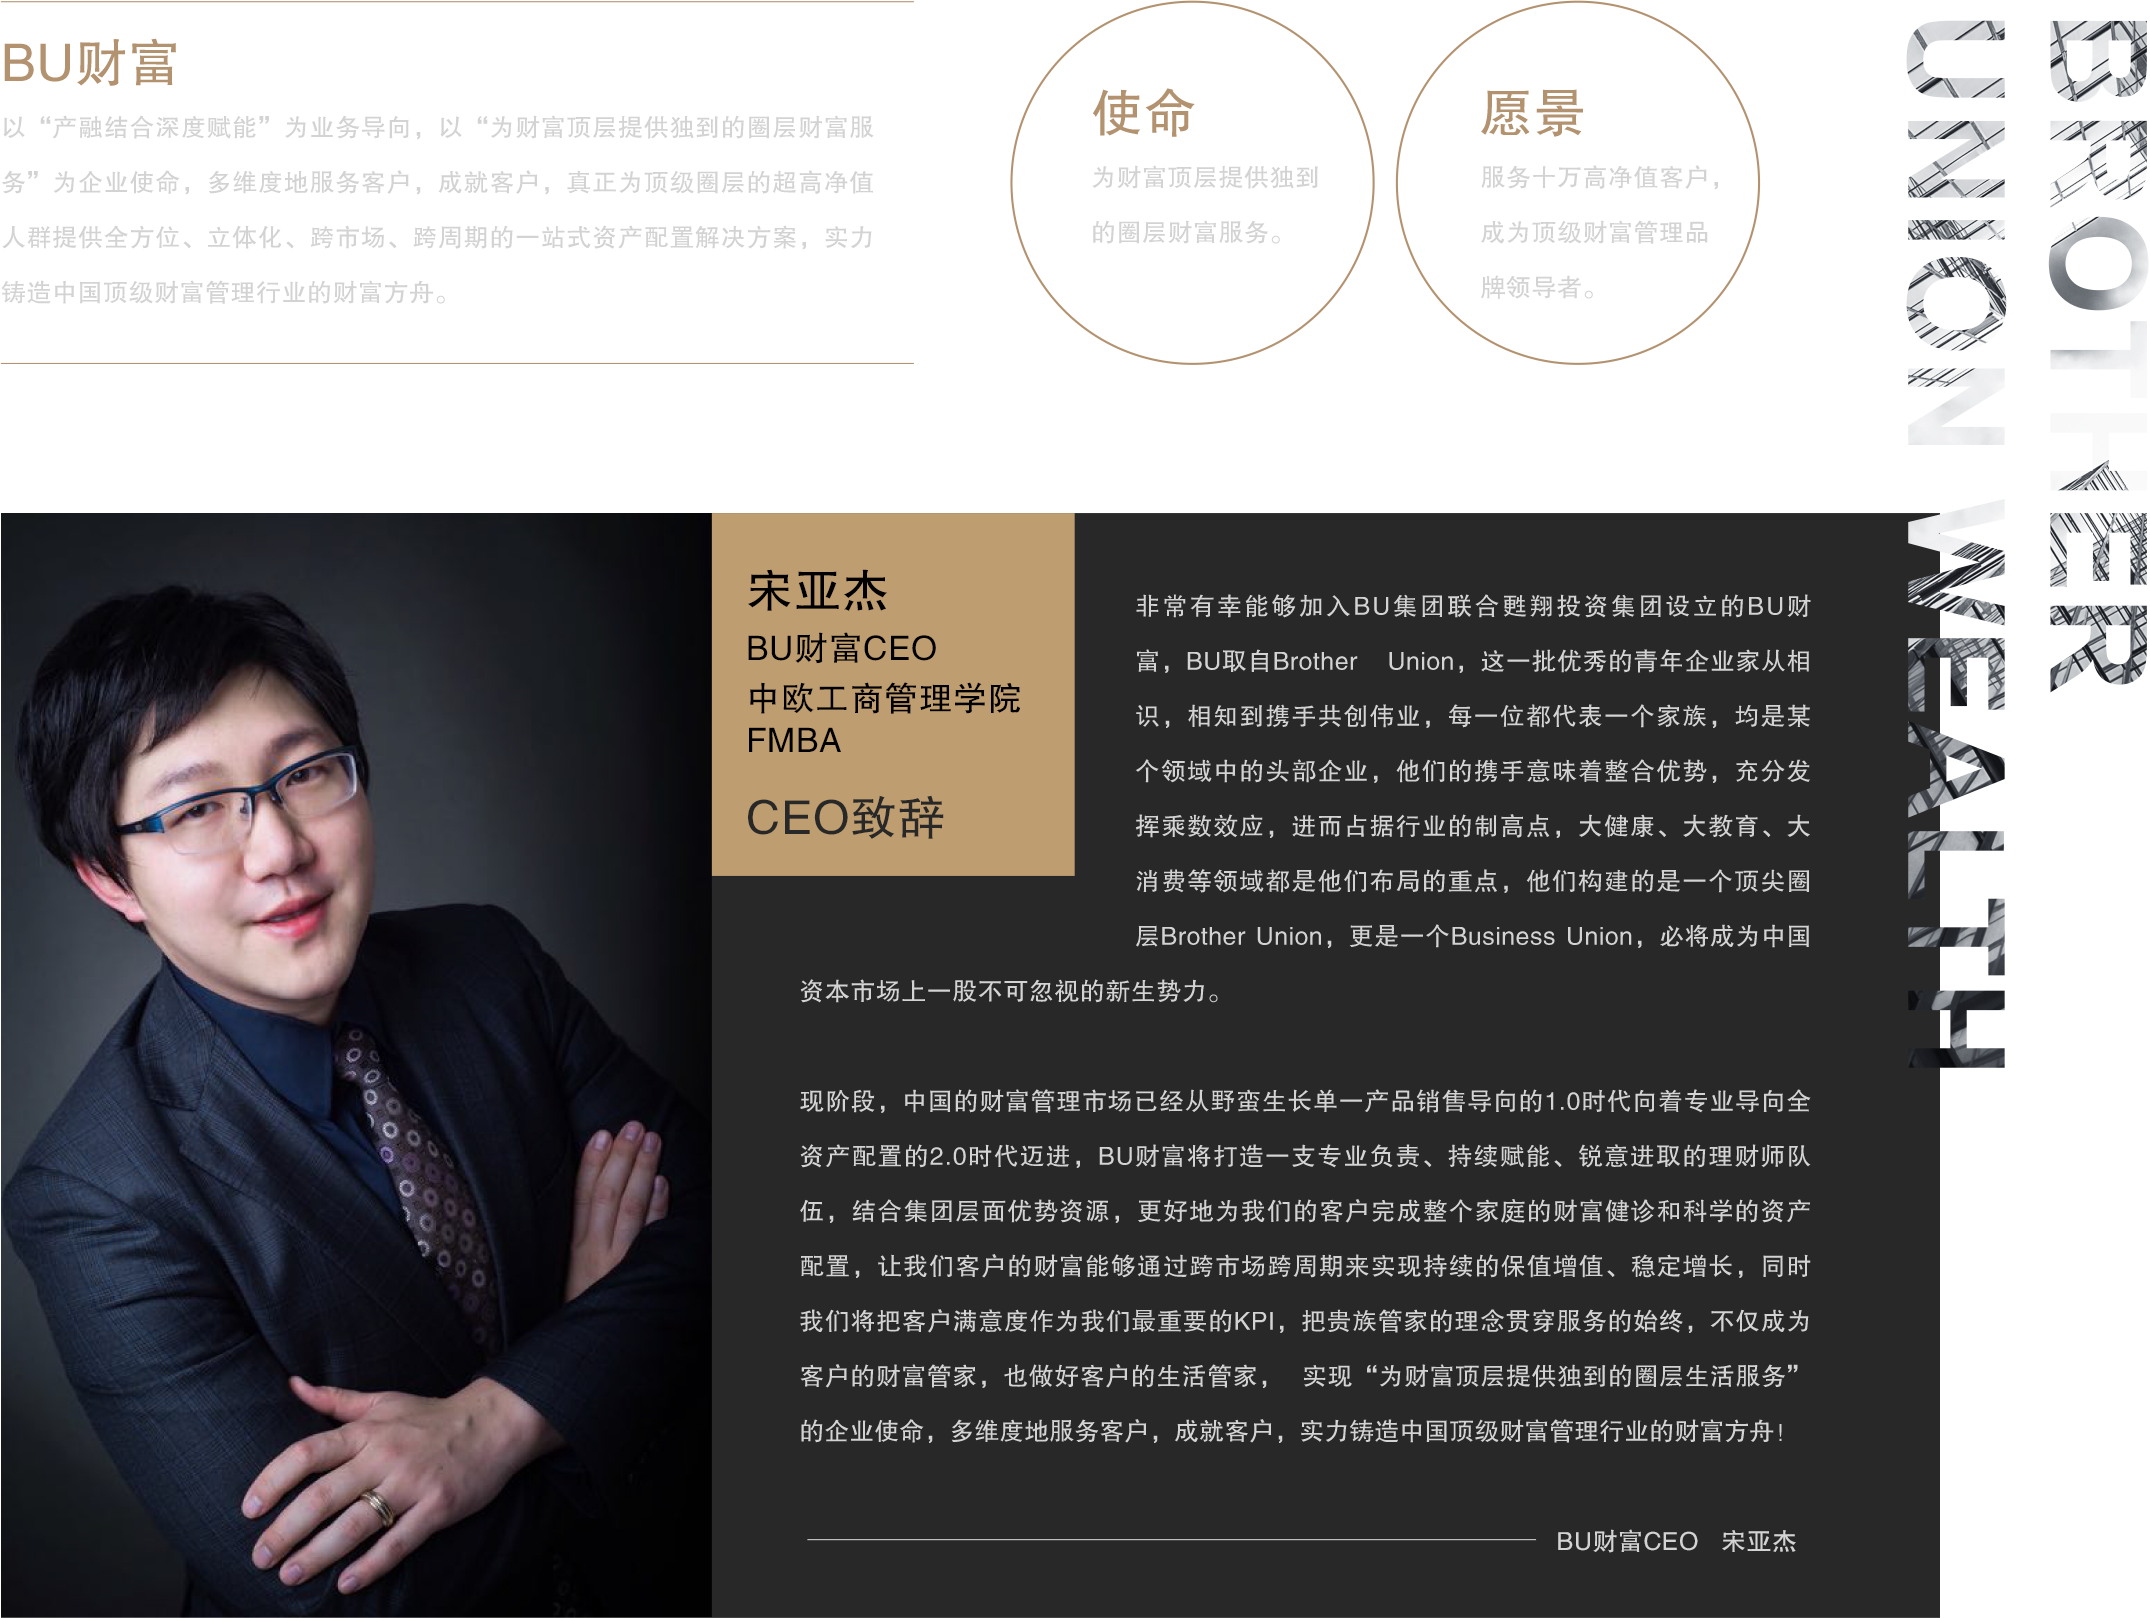 BU财富
以“产融结合深度赋能”为业务导向，以“为财富顶层提供独到的圈层财富服
务”为企业使命，多维度地服务客户，成就客户，真正为顶级圈层的超高净值
人群提供全方位、立体化、跨市场、跨周期的一站式资产配置解决方案，实力
铸造中国顶级财富管理行业的财富方舟。
使命
为财富顶层提供独到
的圈层财富服务。
愿景
服务十万高净值客户，
成为顶级财富管理品
牌领导者。
BROTHER
UNION WEALTH
宋亚杰
BU财富CEO
中欧工商管理学院
FMBA
CEO致辞
非常有幸能够加入BU集团联合甦翔投资集团设立的BU财
富，BU取自Brother Union，这一批优秀的青年企业家从相
识，相知到携手共创伟业，每一位都代表一个家族，均是某
个领域中的头部企业，他们的携手意味着整合优势，充分发
挥乘数效应，进而占据行业的制高点，大健康、大教育、大
消费等领域都是他们布局的重点，他们构建的是一个顶尖圈
层Brother Union，更是一个Business Union，必将成为中国
资本市场上一股不可忽视的新生势力。
现阶段，中国的财富管理市场已经从野蛮生长单一产品销售导向的1.0时代向着专业导向全
资产配置的2.0时代迈进，BU财富将打造一支专业负责、持续赋能、锐意进取的理财师队
伍，结合集团层面优势资源，更好地为我们的客户完成整个家庭的财富健诊和科学的资产
配置，让我们客户的财富能够通过跨市场跨周期来实现持续的保值增值、稳定增长，同时
我们将把客户满意度作为我们最重要的KPI，把贵族管家的理念贯穿服务的始终，不仅成为
客户的财富管家，也做好客户的生活管家， 实现“为财富顶层提供独到的圈层生活服务”
的企业使命，多维度地服务客户，成就客户，实力铸造中国顶级财富管理行业的财富方舟！
BU财富CEO 宋亚杰